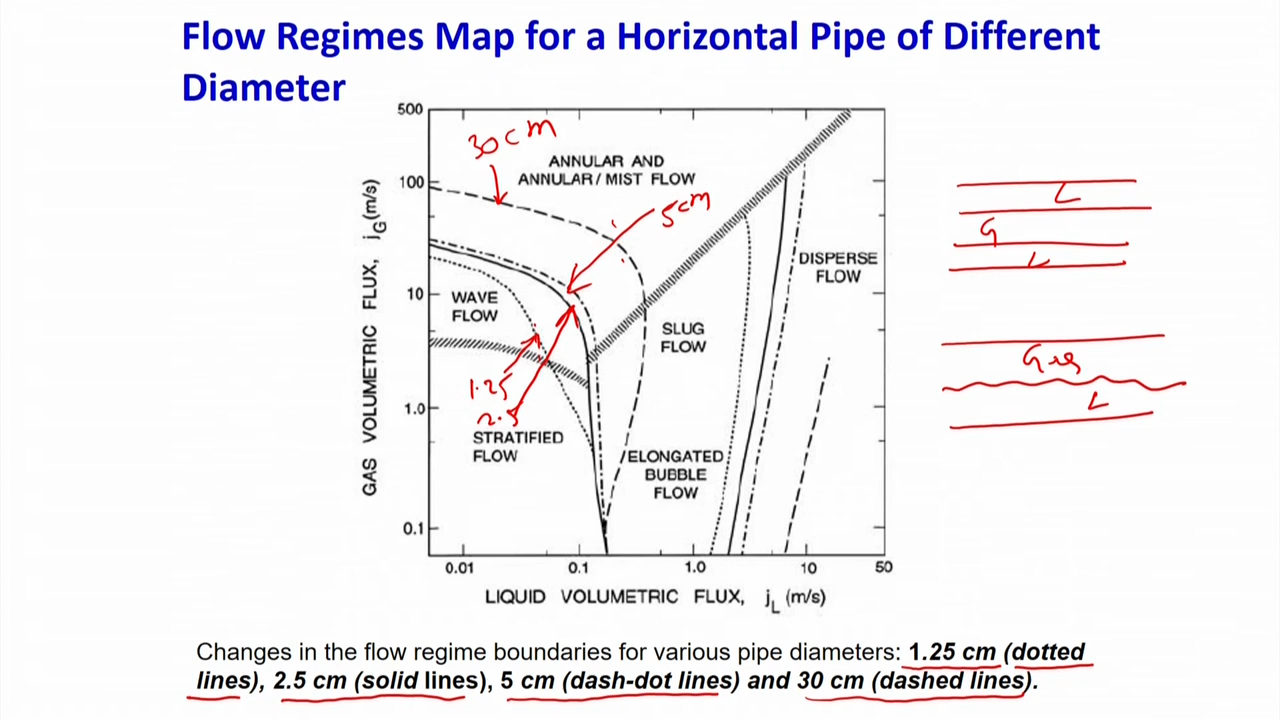 Flow Regimes Map for a Horizontal Pipe of Different
Diameter
500
100
10
1.0
0.1
GAS VOLUMETRIC FLUX, jG (m/s)
30cm
ANNULAR AND
ANNULAR/MIST FLOW
5cm
WAVE
FLOW
DISPERSE
FLOW
SLUG
FLOW
1.25
2.5
STRATIFIED
FLOW
ELONGATED
BUBBLE
FLOW
0.01 0.1 1.0 10 50
LIQUID VOLUMETRIC FLUX, jL (m/s)
L
G
L
Gas
L
Changes in the flow regime boundaries for various pipe diameters: 1.25 cm (dotted
lines), 2.5 cm (solid lines), 5 cm (dash-dot lines) and 30 cm (dashed lines).